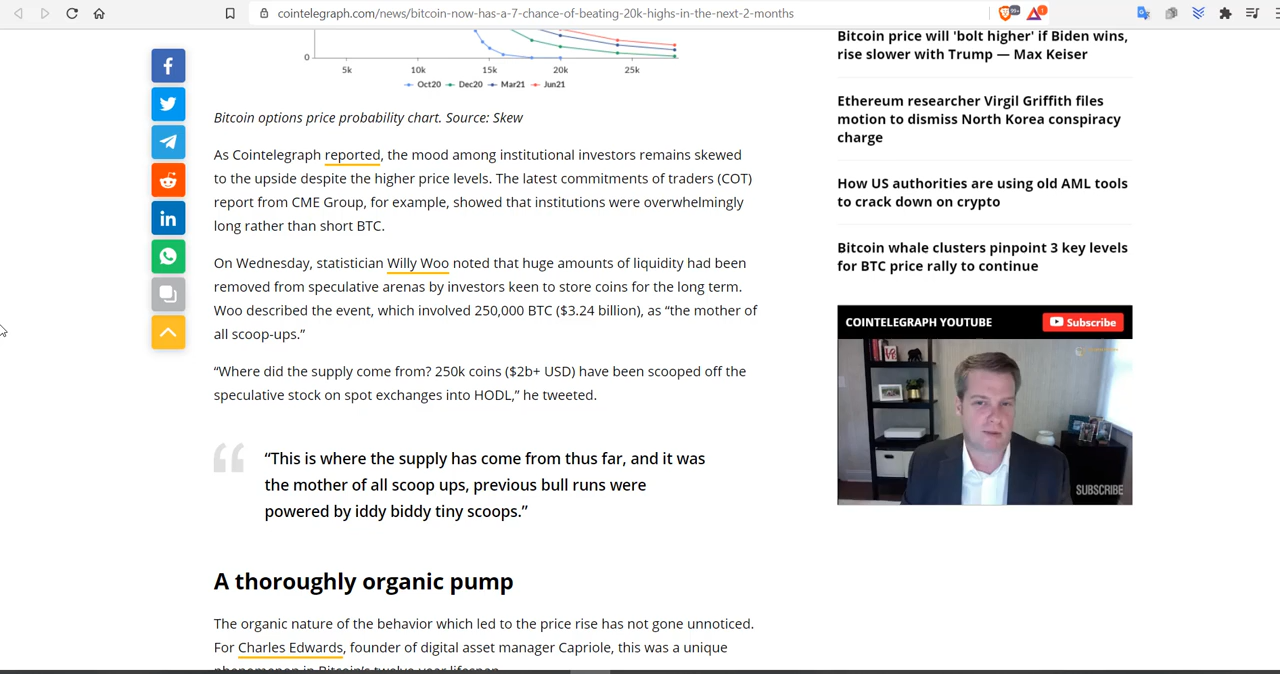 cointelegraph.com/news/bitcoin-now-has-a-7-chance-of-beating-20k-highs-in-the-next-2-months
99+
1
0
5k 10k 15k 20k 25k
Oct20 Dec20 Mar21 Jun21
Bitcoin options price probability chart. Source: Skew
As Cointelegraph reported, the mood among institutional investors remains skewed
to the upside despite the higher price levels. The latest commitments of traders (COT)
report from CME Group, for example, showed that institutions were overwhelmingly
long rather than short BTC.
On Wednesday, statistician Willy Woo noted that huge amounts of liquidity had been
removed from speculative arenas by investors keen to store coins for the long term.
Woo described the event, which involved 250,000 BTC ($3.24 billion), as “the mother of
all scoop-ups.”
“Where did the supply come from? 250k coins ($2b+ USD) have been scooped off the
speculative stock on spot exchanges into HODL,” he tweeted.
“This is where the supply has come from thus far, and it was
the mother of all scoop ups, previous bull runs were
powered by iddy biddy tiny scoops.”
A thoroughly organic pump
The organic nature of the behavior which led to the price rise has not gone unnoticed.
For Charles Edwards, founder of digital asset manager Capriole, this was a unique
phenomenon in Bitcoin’s twelve-year lifespan.
Bitcoin price will 'bolt higher' if Biden wins,
rise slower with Trump — Max Keiser
Ethereum researcher Virgil Griffith files
motion to dismiss North Korea conspiracy
charge
How US authorities are using old AML tools
to crack down on crypto
Bitcoin whale clusters pinpoint 3 key levels
for BTC price rally to continue
COINTELEGRAPH YOUTUBE
Subscribe
SUBSCRIBE